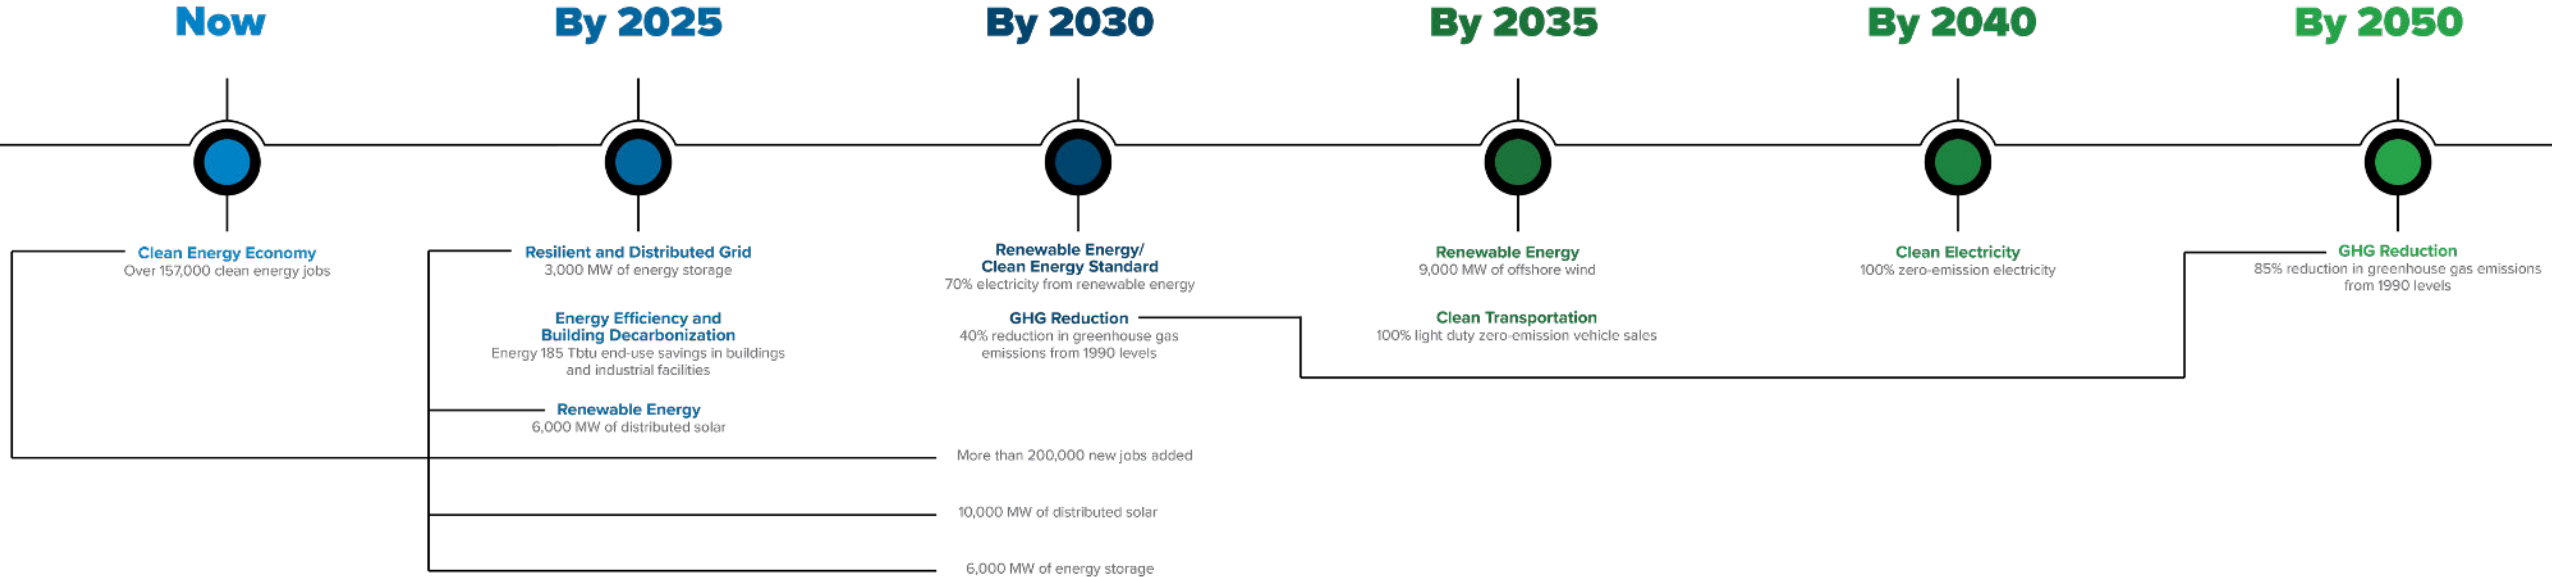 Now
By 2025
By 2030
By 2035
By 2040
By 2050
Clean Energy Economy
Over 157,000 clean energy jobs
Resilient and Distributed Grid
3,000 MW of energy storage
Energy Efficiency and
Building Decarbonization
Energy 185 Tbtu end-use savings in buildings
and industrial facilities
Renewable Energy
6,000 MW of distributed solar
Renewable Energy/
Clean Energy Standard
70% electricity from renewable energy
GHG Reduction
40% reduction in greenhouse gas
emissions from 1990 levels
More than 200,000 new jobs added
10,000 MW of distributed solar
6,000 MW of energy storage
Renewable Energy
9,000 MW of offshore wind
Clean Transportation
100% light duty zero-emission vehicle sales
Clean Electricity
100% zero-emission electricity
GHG Reduction
85% reduction in greenhouse gas emissions
from 1990 levels